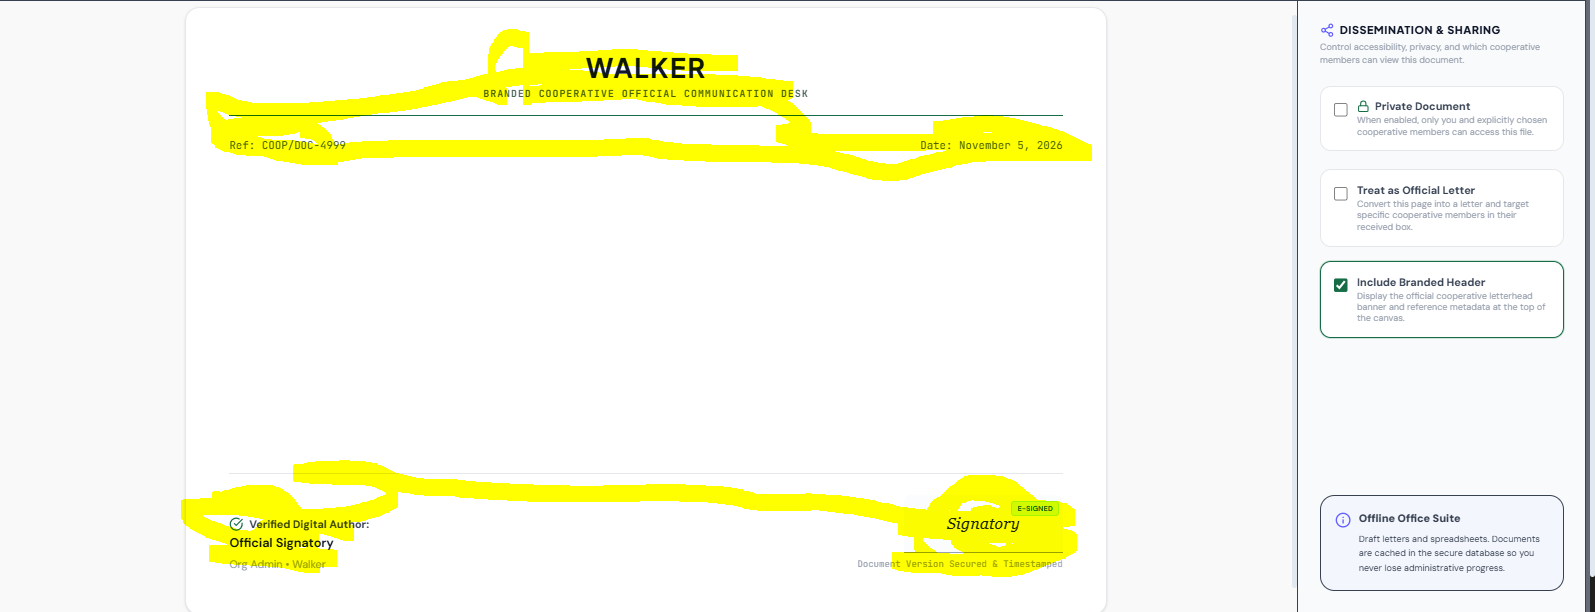 WALKER
BRANDED COOPERATIVE OFFICIAL COMMUNICATION DESK
Ref: COOP/DOC-4999
Date: November 5, 2026
E-SIGNED
Signatory
Verified Digital Author:
Official Signatory
Org Admin • Walker
Document Version Secured & Timestamped
DISSEMINATION & SHARING
Control accessibility, privacy, and which cooperative
members can view this document.
Private Document
When enabled, only you and explicitly chosen
cooperative members can access this file.
Treat as Official Letter
Convert this page into a letter and target
specific cooperative members in their
received box.
Include Branded Header
Display the official cooperative letterhead
banner and reference metadata at the top of
the canvas.
Offline Office Suite
Draft letters and spreadsheets. Documents
are cached in the secure database so you
never lose administrative progress.